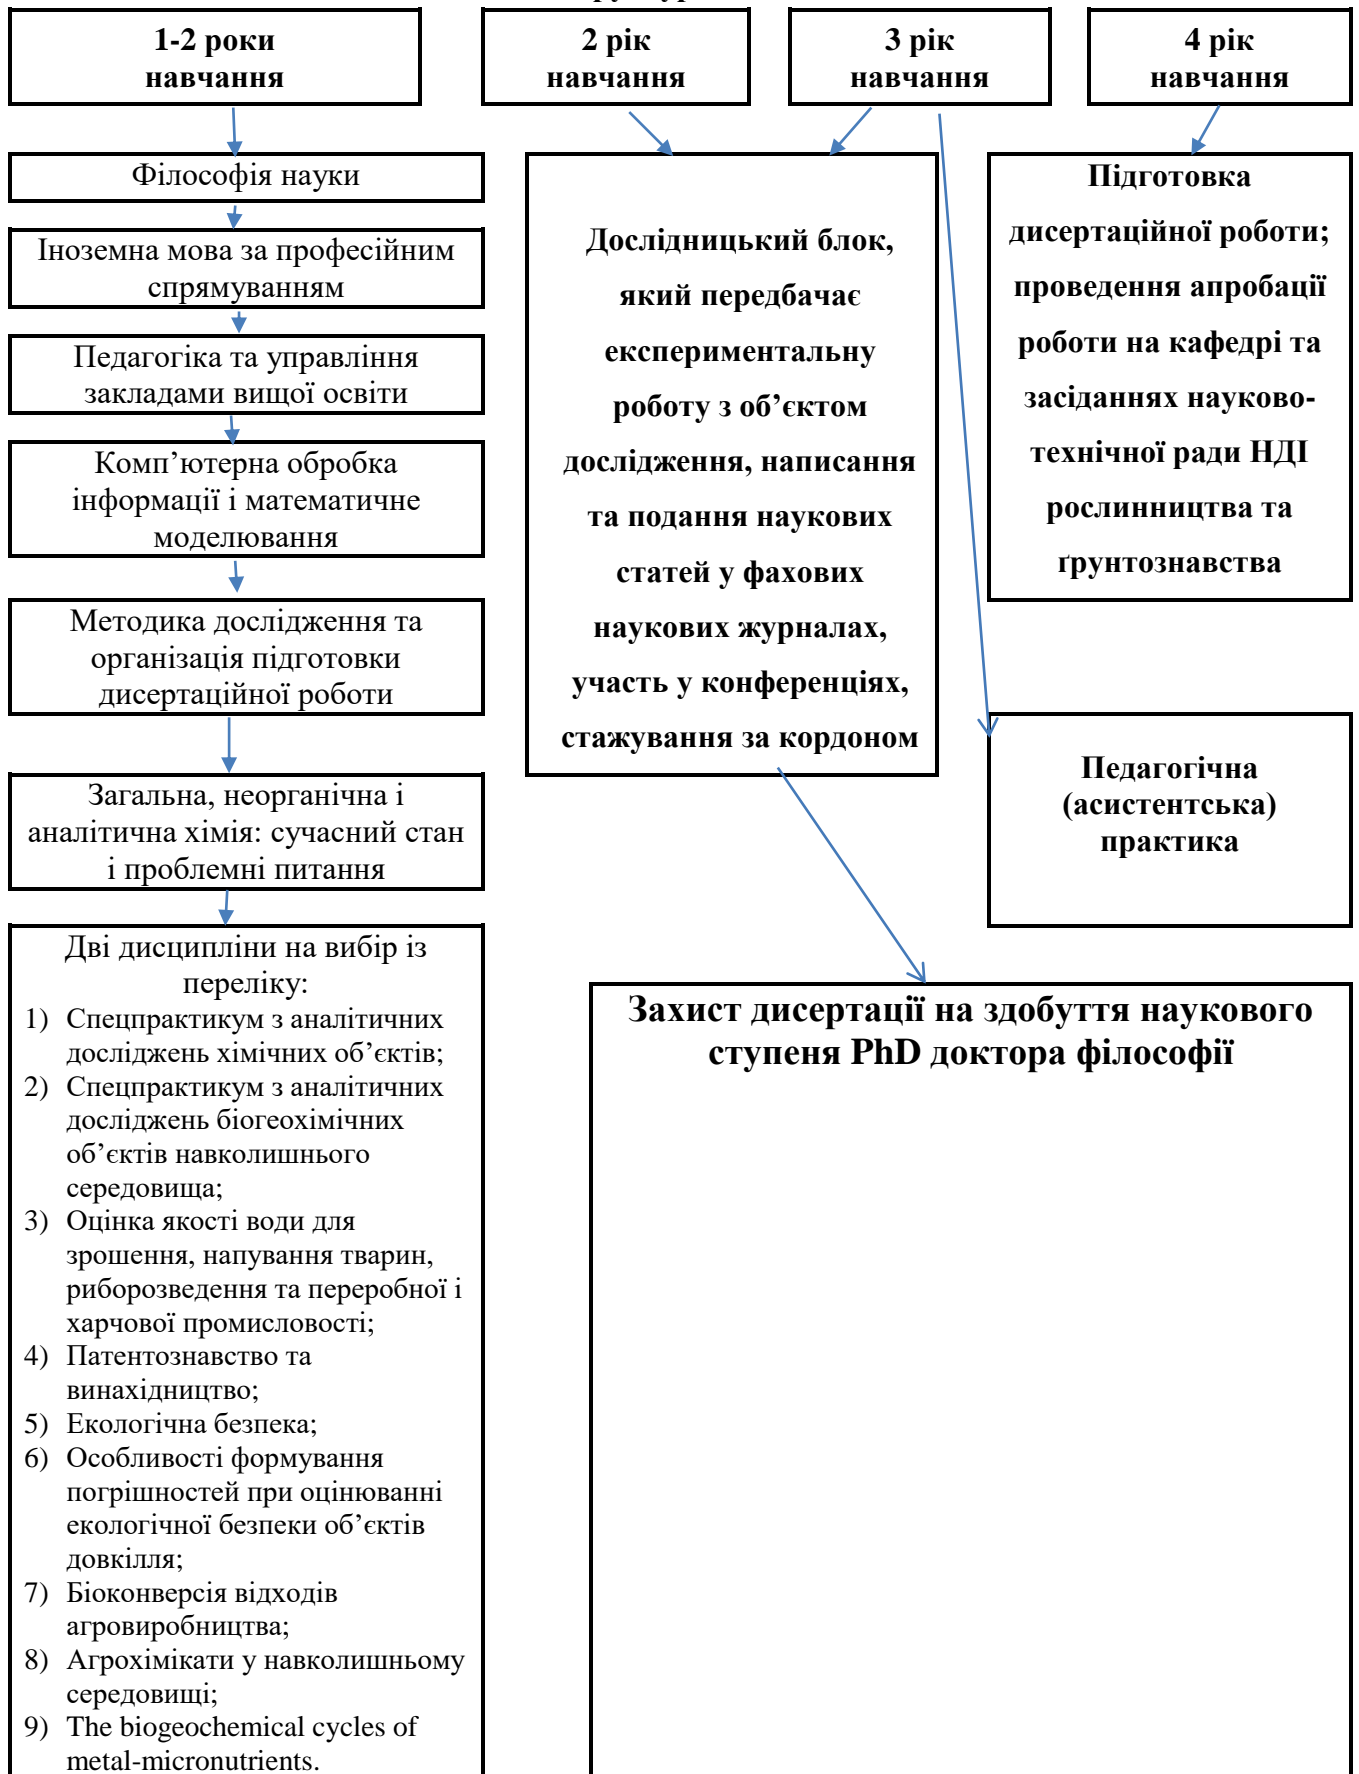 1-2 роки
навчання
2 рік
навчання
3 рік
навчання
4 рік
навчання
Філософія науки
Іноземна мова за професійним
спрямуванням
Педагогіка та управління
закладами вищої освіти
Комп’ютерна обробка
інформації і математичне
моделювання
Методика дослідження та
організація підготовки
дисертаційної роботи
Загальна, неорганічна і
аналітична хімія: сучасний стан
і проблемні питання
Дві дисципліни на вибір із
переліку:
1) Спецпрактикум з аналітичних
досліджень хімічних об’єктів;
2) Спецпрактикум з аналітичних
досліджень біогеохімічних
об’єктів навколишнього
середовища;
3) Оцінка якості води для
зрошення, напування тварин,
риборозведення та переробної і
харчової промисловості;
4) Патентознавство та
винахідництво;
5) Екологічна безпека;
6) Особливості формування
погрішностей при оцінюванні
екологічної безпеки об’єктів
довкілля;
7) Біоконверсія відходів
агровиробництва;
8) Агрохімікати у навколишньому
середовищі;
9) The biogeochemical cycles of
metal-micronutrients.
Дослідницький блок,
який передбачає
експериментальну
роботу з об’єктом
дослідження, написання
та подання наукових
статей у фахових
наукових журналах,
участь у конференціях,
стажування за кордоном
Підготовка
дисертаційної роботи;
проведення апробації
роботи на кафедрі та
засіданнях науково-
технічної ради НДІ
рослинництва та
ґрунтознавства
Педагогічна
(асистентська)
практика
Захист дисертації на здобуття наукового
ступеня PhD доктора філософії